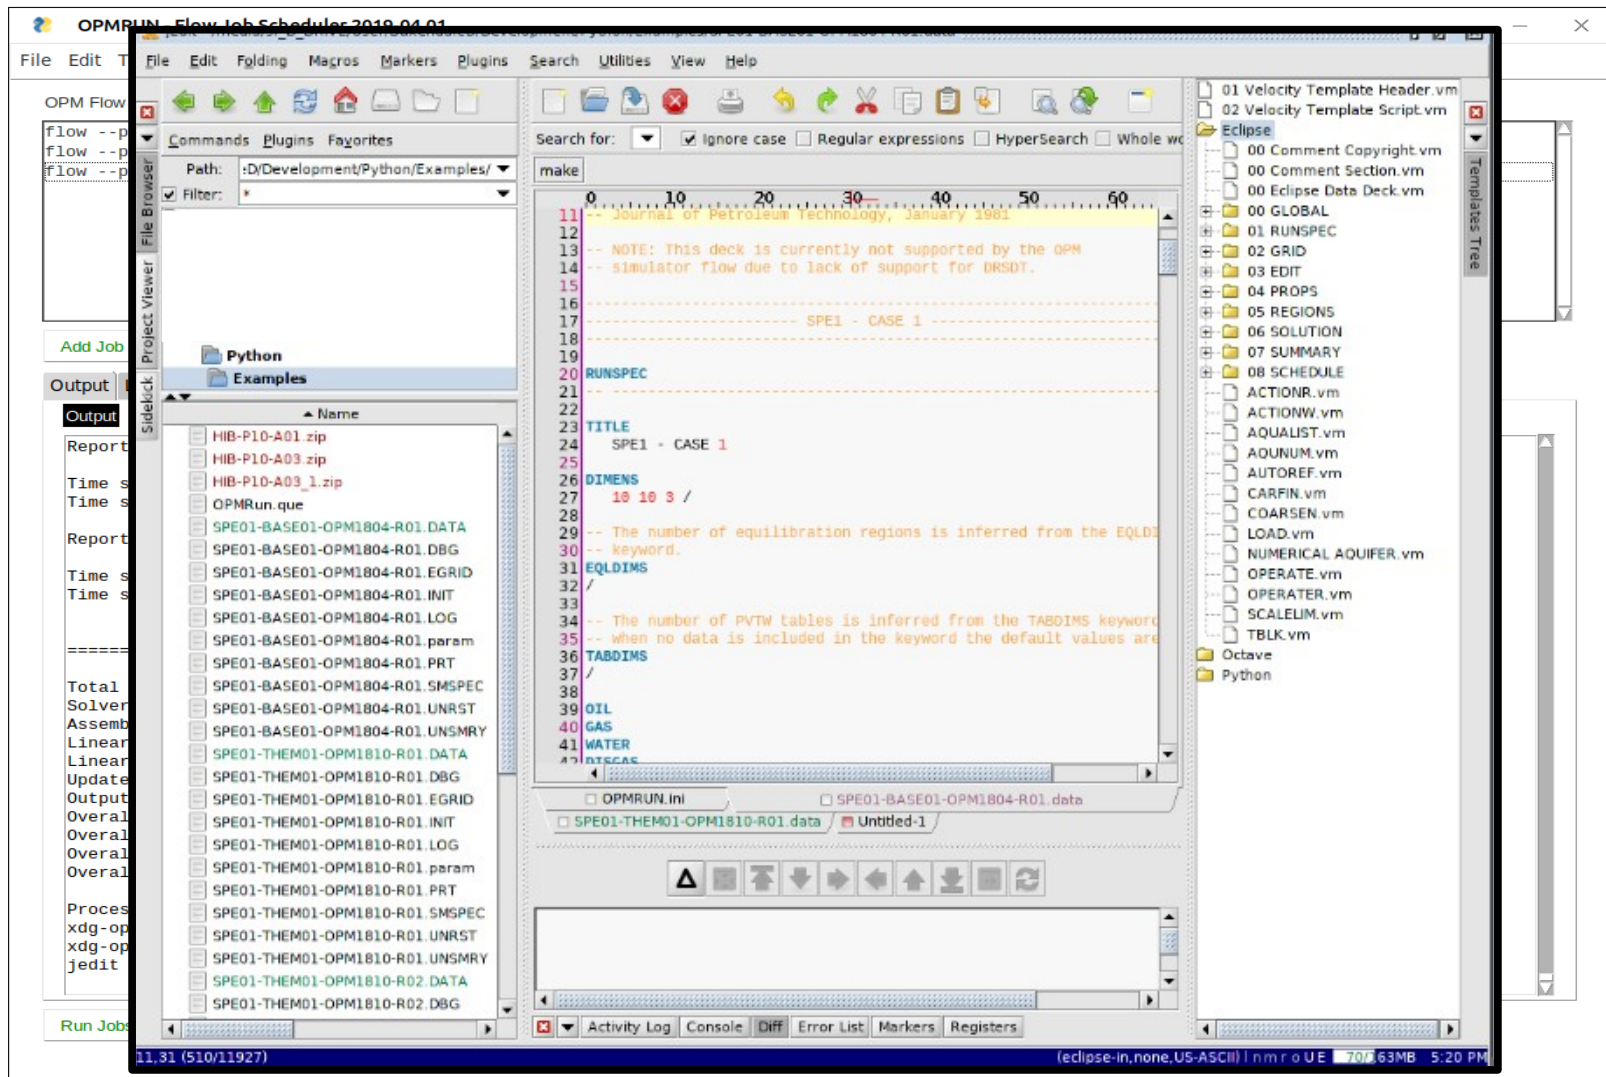 OPMRUN - Flow Job Scheduler 2019-04.01
File Edit T
OPM Flow
flow --p
flow --p
flow --p
Add Job
Output
Output
Report
Time s
Time s
Report
Time s
Time s
======
Total
Solver
Assemb
Linear
Linear
Update
Output
Overal
Overal
Overal
Overal
Proces
xdg-op
xdg-op
jedit
Run Jobs
File Edit Folding Macros Markers Plugins Search Utilities View Help
File Browser
Project Viewer
Sidekick
Commands Plugins Favorites
Path: :D/Development/Python/Examples/
Filter: *
Python
Examples
Name
HIB-P10-A01.zip
HIB-P10-A03.zip
HIB-P10-A03_1.zip
OPMRun.que
SPE01-BASE01-OPM1804-R01.DATA
SPE01-BASE01-OPM1804-R01.DBG
SPE01-BASE01-OPM1804-R01.EGRID
SPE01-BASE01-OPM1804-R01.INIT
SPE01-BASE01-OPM1804-R01.LOG
SPE01-BASE01-OPM1804-R01.param
SPE01-BASE01-OPM1804-R01.PRT
SPE01-BASE01-OPM1804-R01.SMSPEC
SPE01-BASE01-OPM1804-R01.UNRST
SPE01-BASE01-OPM1804-R01.UNSMRY
SPE01-THEM01-OPM1810-R01.DATA
SPE01-THEM01-OPM1810-R01.DBG
SPE01-THEM01-OPM1810-R01.EGRID
SPE01-THEM01-OPM1810-R01.INIT
SPE01-THEM01-OPM1810-R01.LOG
SPE01-THEM01-OPM1810-R01.param
SPE01-THEM01-OPM1810-R01.PRT
SPE01-THEM01-OPM1810-R01.SMSPEC
SPE01-THEM01-OPM1810-R01.UNRST
SPE01-THEM01-OPM1810-R01.UNSMRY
SPE01-THEM01-OPM1810-R02.DATA
SPE01-THEM01-OPM1810-R02.DBG
Search for: Ignore case Regular expressions HyperSearch Whole wo
make
0 10 20 30 40 50 60
11 -- Journal of Petroleum Technology, January 1981
12
13 -- NOTE: This deck is currently not supported by the OPM
14 -- simulator flow due to lack of support for DRSDT.
15
16 ----------------------------------------------------------------
17 ------------------------ SPE1 - CASE 1 --------------------------
18 ----------------------------------------------------------------
19
20 RUNSPEC
21 -- -------------------------------------------------------------
22
23 TITLE
24 SPE1 - CASE 1
25
26 DIMENS
27 10 10 3 /
28
29 -- The number of equilibration regions is inferred from the EQLDI
30 -- keyword.
31 EQLDIMS
32 /
33
34 -- The number of PVTW tables is inferred from the TABDIMS keyword
35 -- when no data is included in the keyword the default values are
36 TABDIMS
37 /
38
39 OIL
40 GAS
41 WATER
42 DISGAS
OPMRUN.ini SPE01-BASE01-OPM1804-R01.data
SPE01-THEM01-OPM1810-R01.data Untitled-1
Activity Log Console Diff Error List Markers Registers
01 Velocity Template Header.vm
02 Velocity Template Script.vm
Eclipse
00 Comment Copyright.vm
00 Comment Section.vm
00 Eclipse Data Deck.vm
00 GLOBAL
01 RUNSPEC
02 GRID
03 EDIT
04 PROPS
05 REGIONS
06 SOLUTION
07 SUMMARY
08 SCHEDULE
ACTIONR.vm
ACTIONW.vm
AQUALIST.vm
AQUNUM.vm
AUTOREF.vm
CARFIN.vm
COARSEN.vm
LOAD.vm
NUMERICAL AQUIFER.vm
OPERATE.vm
OPERATER.vm
SCALELIM.vm
TBLK.vm
Octave
Python
Templates Tree
11,31 (510/11927) (eclipse-in,none,US-ASCII) l n m r o U E 70/163MB 5:20 PM